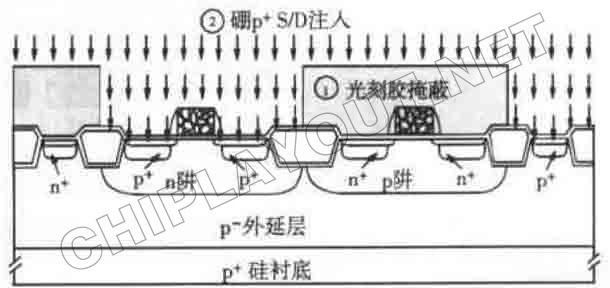 ② 硼p⁺ S/D注入
① 光刻胶掩蔽
n⁺ p⁺ n阱 p⁺ n⁺ p阱 n⁺ p⁺
p⁻外延层
p⁺ 硅衬底
CHIPLAYOUT.NET